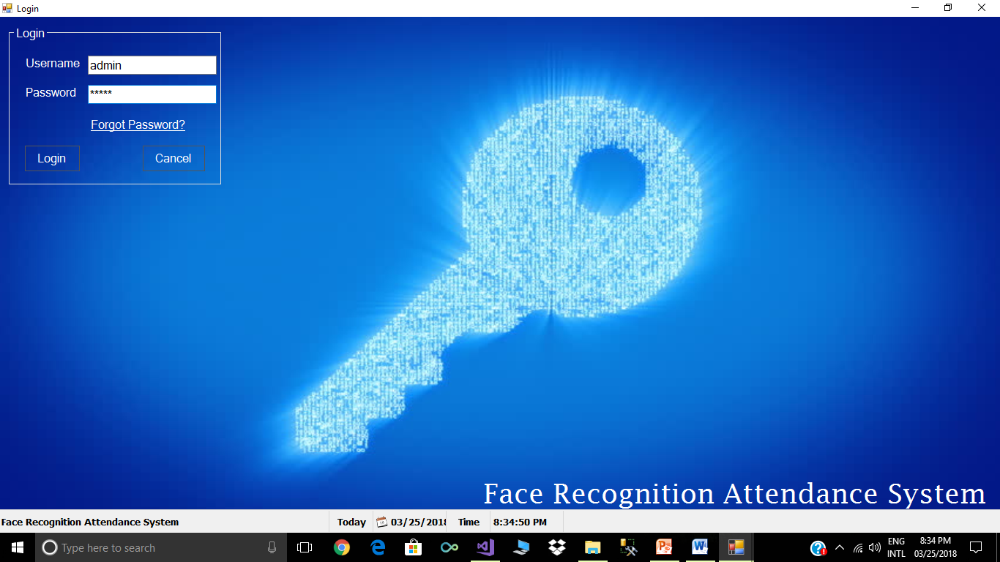 Login
Login
Username admin
Password *****
Forgot Password?
Login Cancel
Face Recognition Attendance System
Face Recognition Attendance System Today 03/25/2018 Time 8:34:50 PM
Type here to search ENG 8:34 PM
INTL 03/25/2018